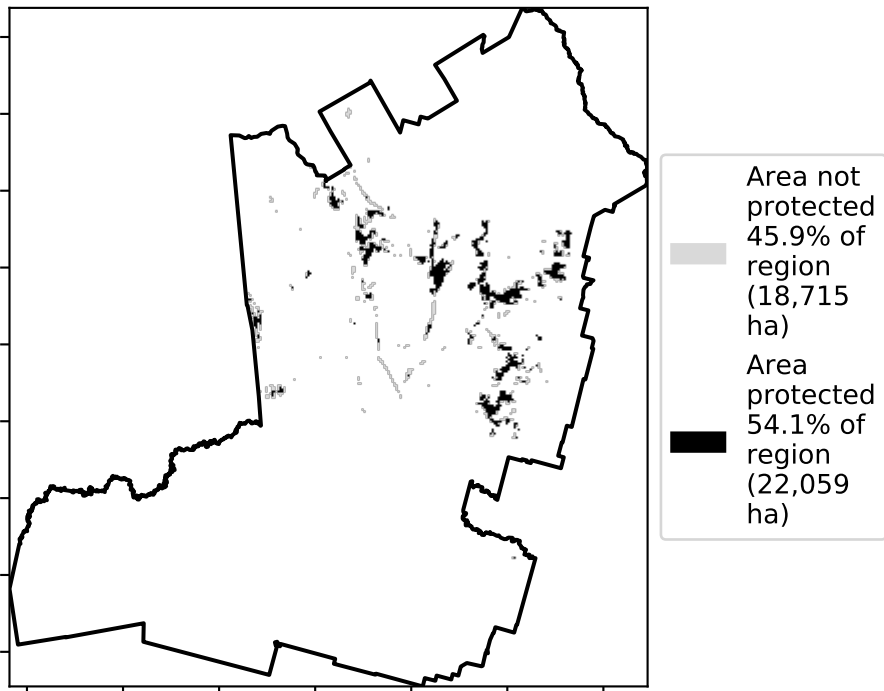 Area not
protected
45.9% of
region
(18,715
ha)
Area
protected
54.1% of
region
(22,059
ha)